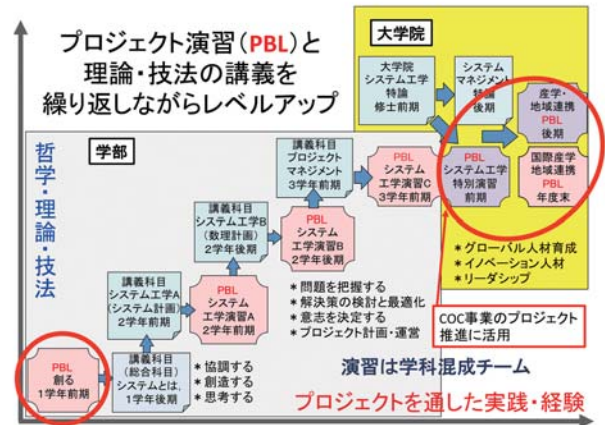 プロジェクト演習(PBL)と
理論・技法の講義を
繰り返しながらレベルアップ
大学院
大学院
システム工学
特論
修士前期
システム
マネジメント
特論
後期
産学・
地域連携
PBL
後期
PBL
システム工学
特別演習
前期
国際産学
地域連携
PBL
年度末
*グローバル人材育成
*イノベーション人材
*リーダシップ
COC事業のプロジェクト
推進に活用
学部
哲学・理論・技法
講義科目
プロジェクト
マネジメント
3学年前期
PBL
システム
工学演習C
3学年前期
講義科目
システム工学B
(数理計画)
2学年後期
PBL
システム
工学演習B
2学年後期
講義科目
システム工学A
(システム計画)
2学年前期
PBL
システム
工学演習A
2学年前期
*問題を把握する
*解決策の検討と最適化
*意志を決定する
*プロジェクト計画・運営
PBL
創る
1学年前期
講義科目
(総合科目)
システムとは,
1学年後期
*協調する
*創造する
*思考する
演習は学科混成チーム
プロジェクトを通した実践・経験